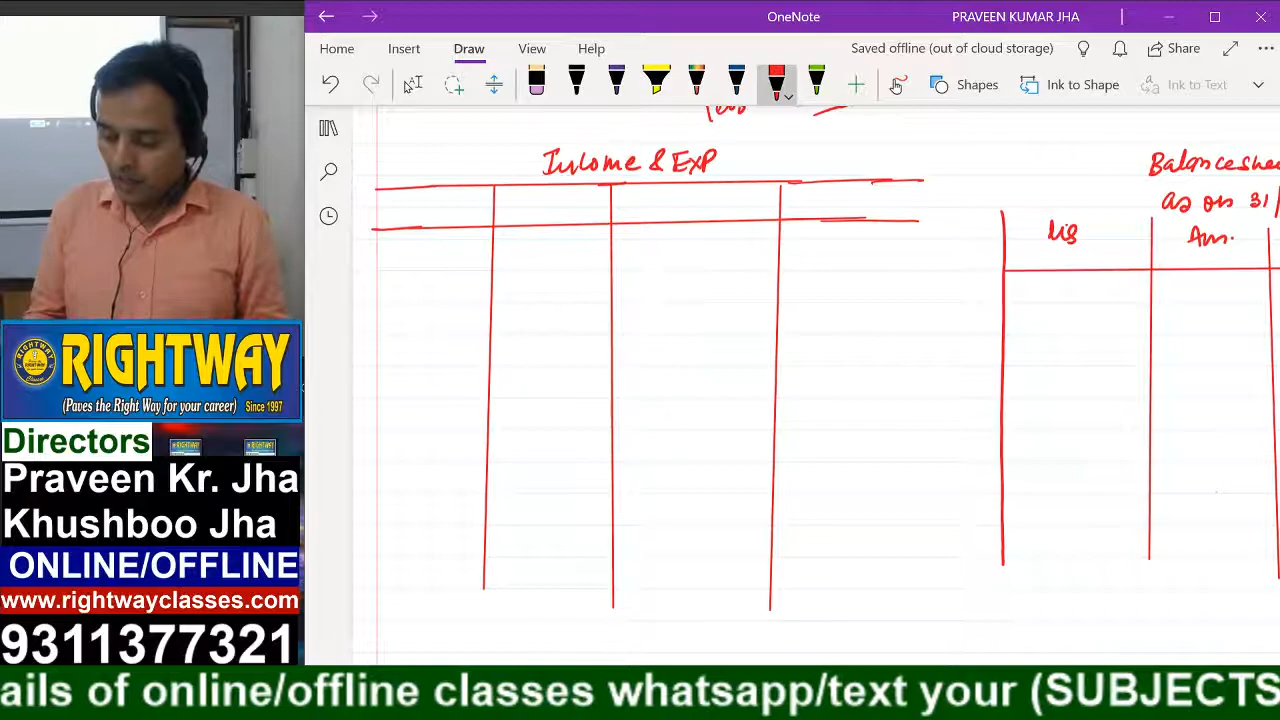 OneNote
PRAVEEN KUMAR JHA
Home Insert Draw View Help
Saved offline (out of cloud storage)
Share
Shapes
Ink to Shape
Ink to Text
Income & Exp
Balanceshee
as on 31/
Am.
RIGHTWAY
(Paves the Right Way for your career) Since 1997
Directors
Praveen Kr. Jha
Khushboo Jha
ONLINE/OFFLINE
www.rightwayclasses.com
9311377321
ails of online/offline classes whatsapp/text your (SUBJECTS